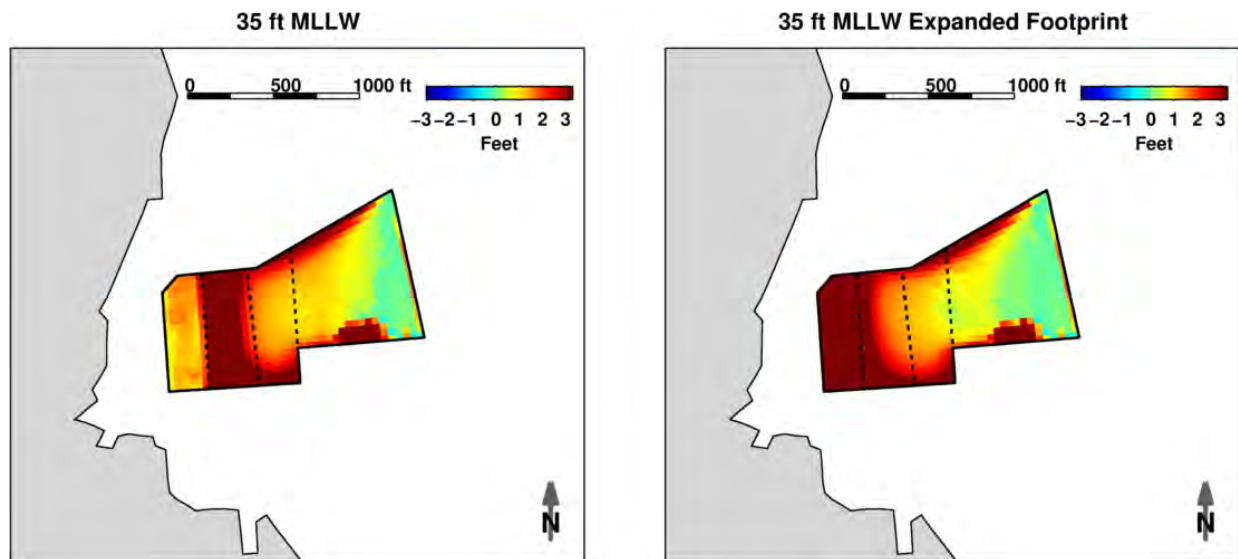 35 ft MLLW
0 500 1000 ft
−3−2−1 0 1 2 3
Feet
N
35 ft MLLW Expanded Footprint
0 500 1000 ft
−3−2−1 0 1 2 3
Feet
N